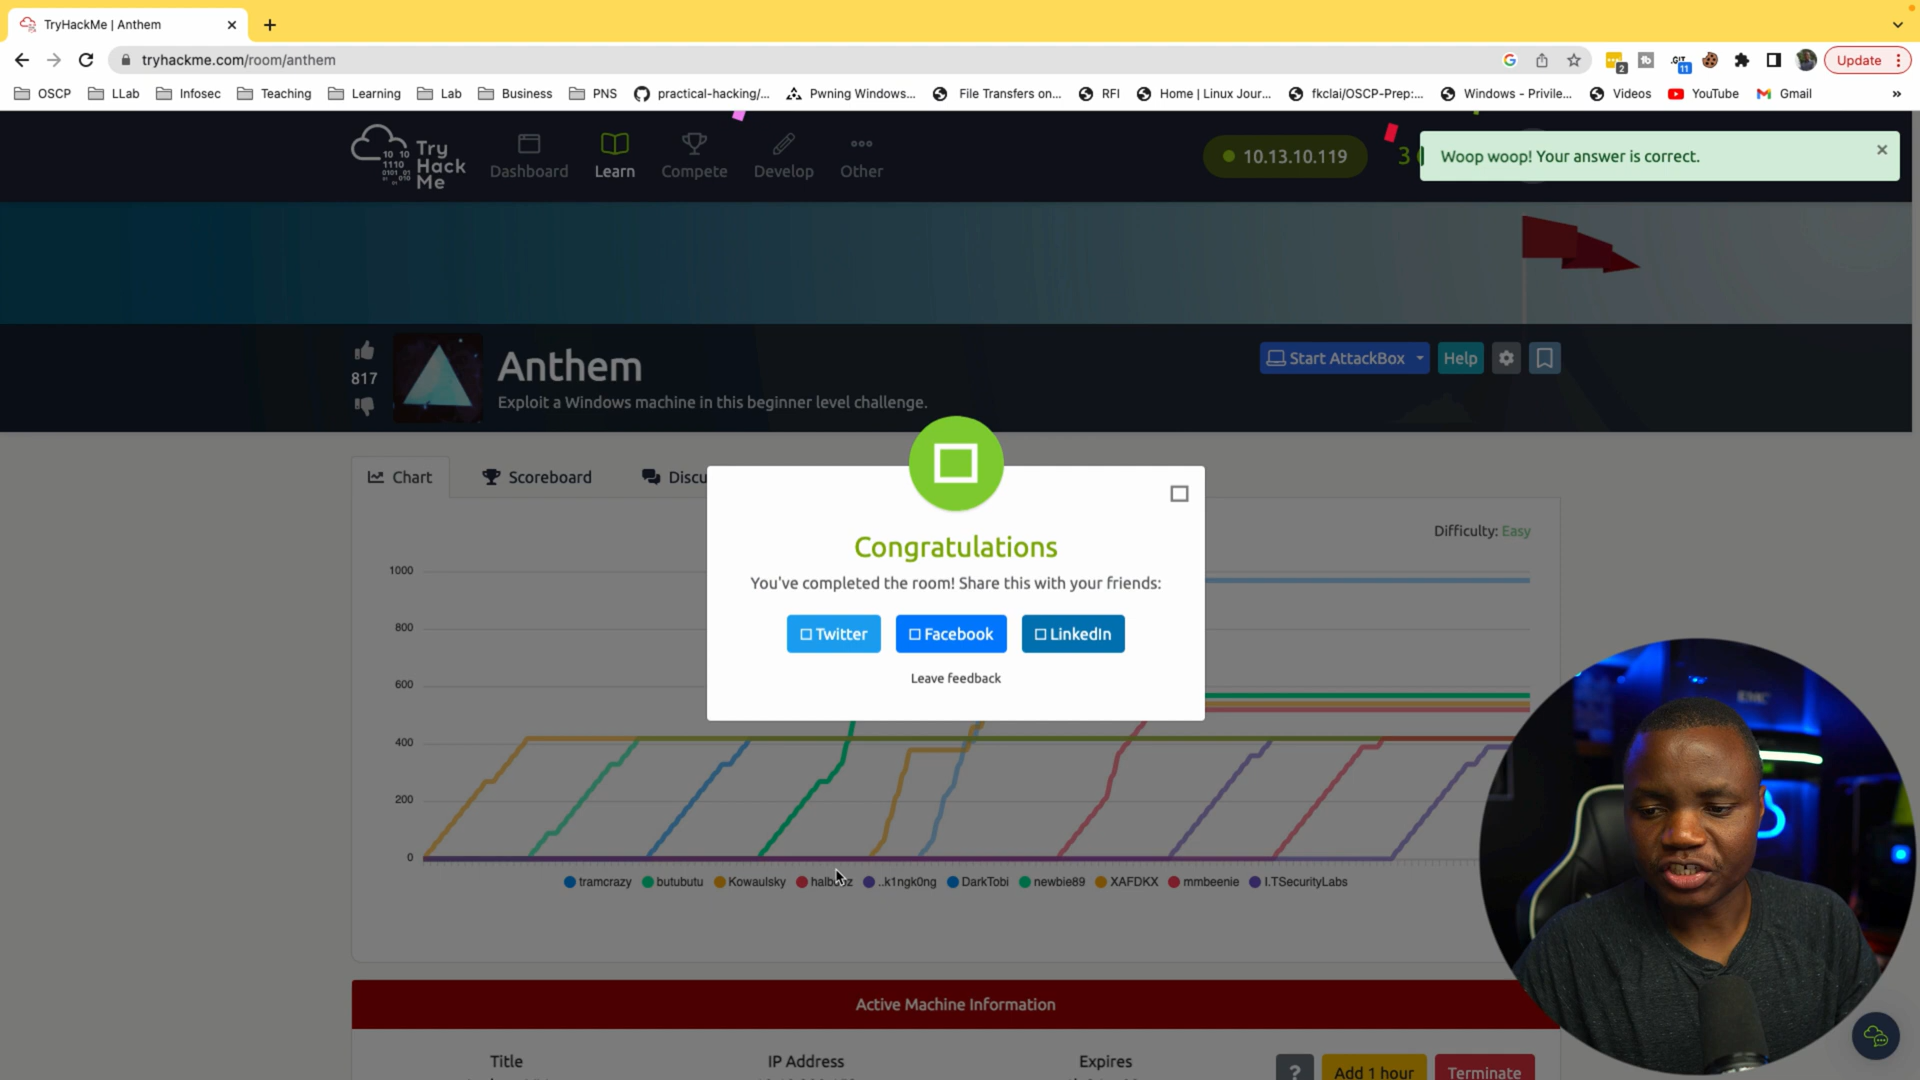 TryHackMe | Anthem
tryhackme.com/room/anthem
2
GIT
11
Update
OSCP
LLab
Infosec
Teaching
Learning
Lab
Business
PNS
practical-hacking/...
Pwning Windows...
File Transfers on...
RFI
Home | Linux Jour...
fkclai/OSCP-Prep:...
Windows - Privile...
Videos
YouTube
Gmail
»
Try
Hack
Me
Dashboard
Learn
Compete
Develop
Other
10.13.10.119
3
Woop woop! Your answer is correct.
817
Anthem
Exploit a Windows machine in this beginner level challenge.
Start AttackBox
Help
Chart
Scoreboard
Discu
Difficulty: Easy
Congratulations
You've completed the room! Share this with your friends:
Twitter
Facebook
LinkedIn
Leave feedback
1000
800
600
400
200
0
tramcrazy
butubutu
Kowaulsky
..k1ngk0ng
DarkTobi
newbie89
XAFDKX
mmbeenie
I.TSecurityLabs
Active Machine Information
Title
IP Address
Expires
?
Add 1 hour
Terminate